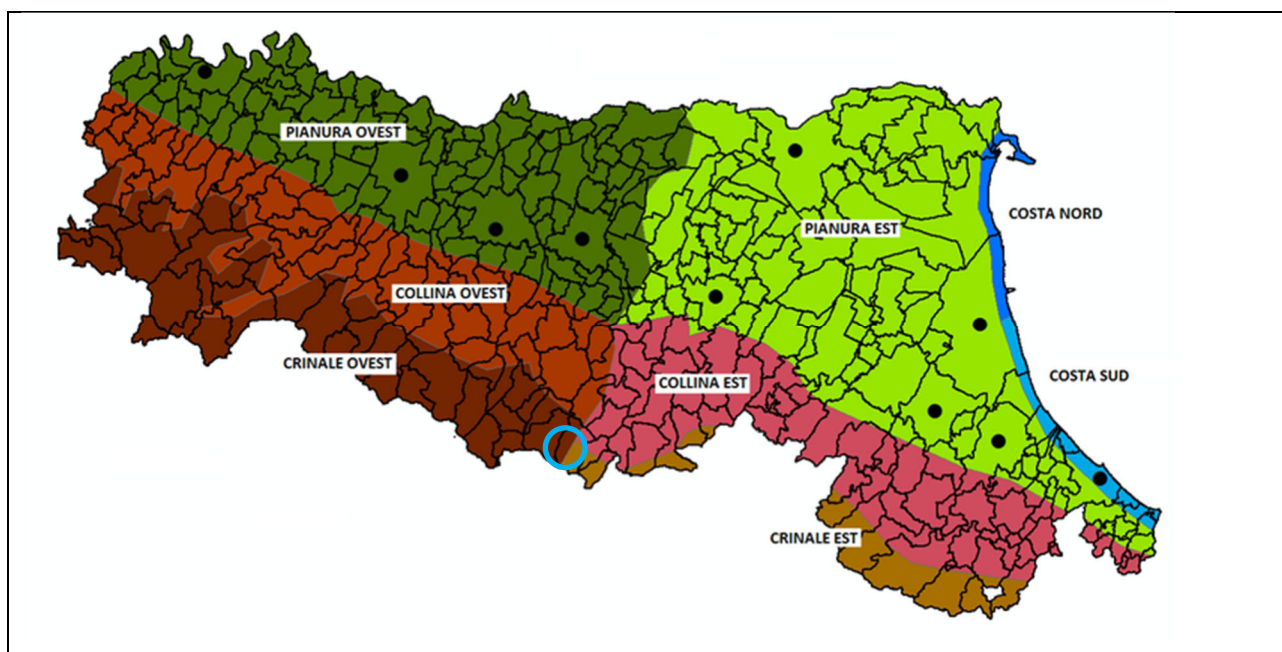 PIANURA OVEST
COSTA NORD
PIANURA EST
COLLINA OVEST
CRINALE OVEST
COSTA SUD
COLLINA EST
CRINALE EST